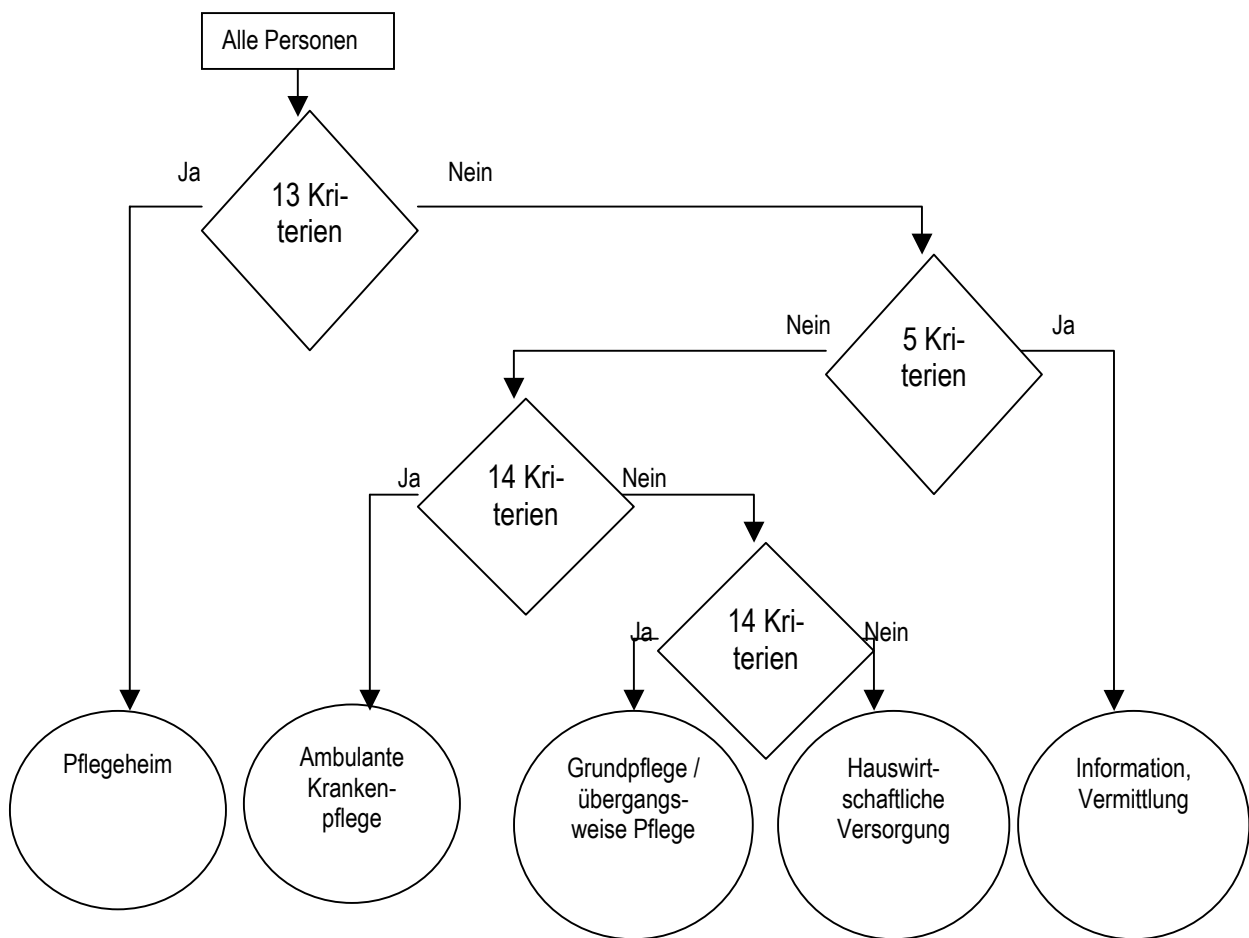 Alle Personen
Ja
Nein
13 Kri-
terien
Nein
Ja
5 Kri-
terien
Ja
Nein
14 Kri-
terien
Ja
Nein
14 Kri-
terien
Pflegeheim
Ambulante
Kranken-
pflege
Grundpflege /
übergangs-
weise Pflege
Hauswirt-
schaftliche
Versorgung
Information,
Vermittlung